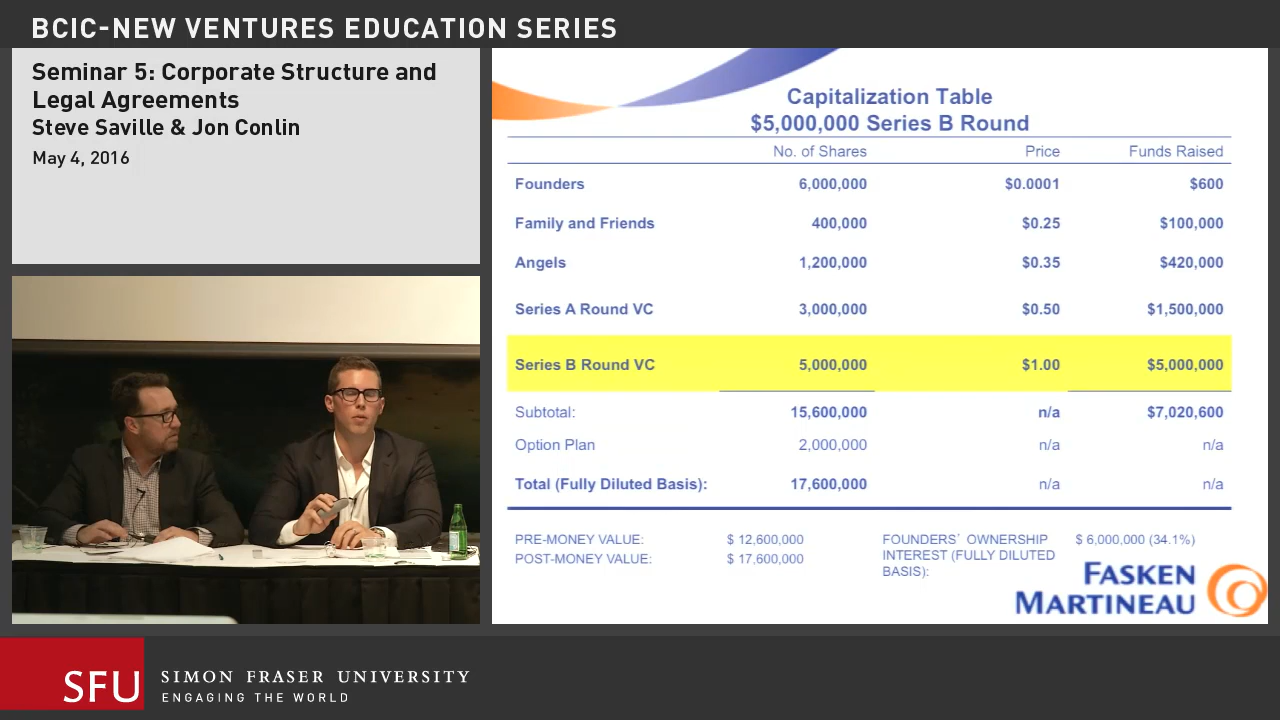 BCIC-NEW VENTURES EDUCATION SERIES
Seminar 5: Corporate Structure and
Legal Agreements
Steve Saville & Jon Conlin
May 4, 2016
Capitalization Table
$5,000,000 Series B Round
No. of Shares Price Funds Raised
Founders 6,000,000 $0.0001 $600
Family and Friends 400,000 $0.25 $100,000
Angels 1,200,000 $0.35 $420,000
Series A Round VC 3,000,000 $0.50 $1,500,000
Series B Round VC 5,000,000 $1.00 $5,000,000
Subtotal: 15,600,000 n/a $7,020,600
Option Plan 2,000,000 n/a n/a
Total (Fully Diluted Basis): 17,600,000 n/a n/a
PRE-MONEY VALUE: $ 12,600,000
POST-MONEY VALUE: $ 17,600,000
FOUNDERS´ OWNERSHIP $ 6,000,000 (34.1%)
INTEREST (FULLY DILUTED
BASIS):
FASKEN
MARTINEAU
SFU
SIMON FRASER UNIVERSITY
ENGAGING THE WORLD